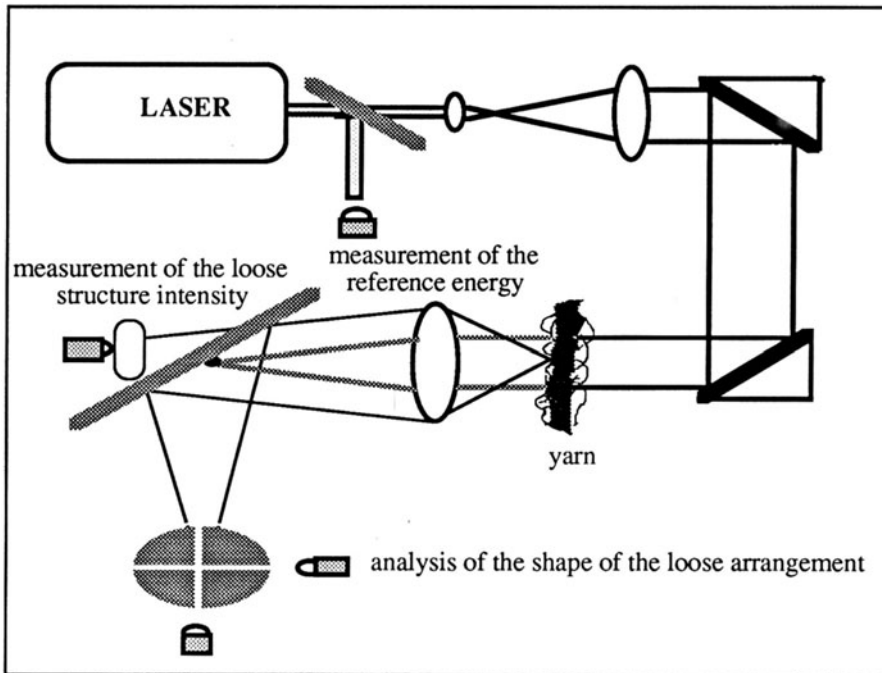 LASER
measurement of the
reference energy
measurement of the loose
structure intensity
yarn
analysis of the shape of the loose arrangement